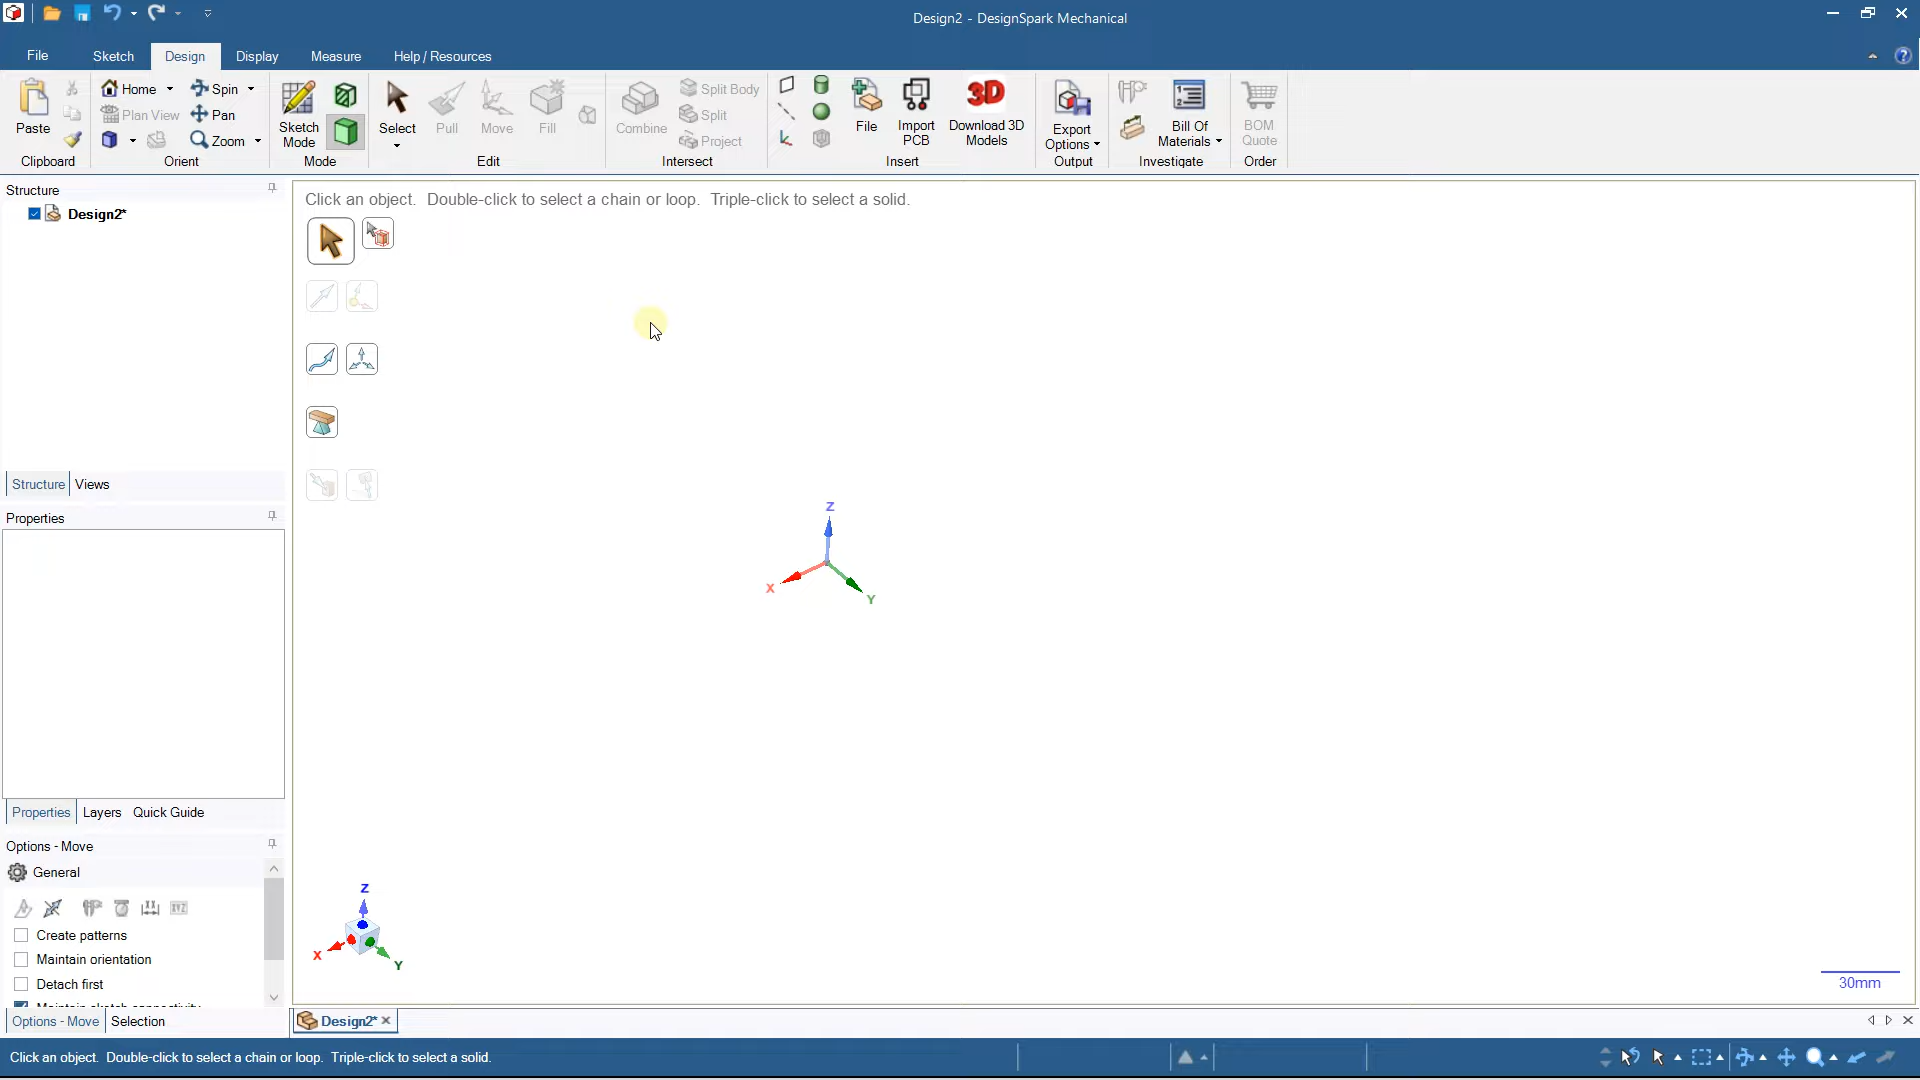 Design2 - DesignSpark Mechanical
File Sketch Design Display Measure Help / Resources
Paste
Clipboard
Home Spin
Plan View Pan
Zoom
Orient
Sketch
Mode
Mode
Select Pull Move Fill
Edit
Combine
Split Body
Split
Project
Intersect
File
Import
PCB
3D
Download 3D
Models
Insert
Export
Options
Output
Bill Of
Materials
Investigate
BOM
Quote
Order
Structure
Design2*
Structure Views
Properties
Properties Layers Quick Guide
Options - Move
General
XYZ
Create patterns
Maintain orientation
Detach first
Maintain sketch connectivity
Options - Move Selection
Click an object. Double-click to select a chain or loop. Triple-click to select a solid.
Z
X
Y
Z
X
Y
30mm
Design2*
Click an object. Double-click to select a chain or loop. Triple-click to select a solid.